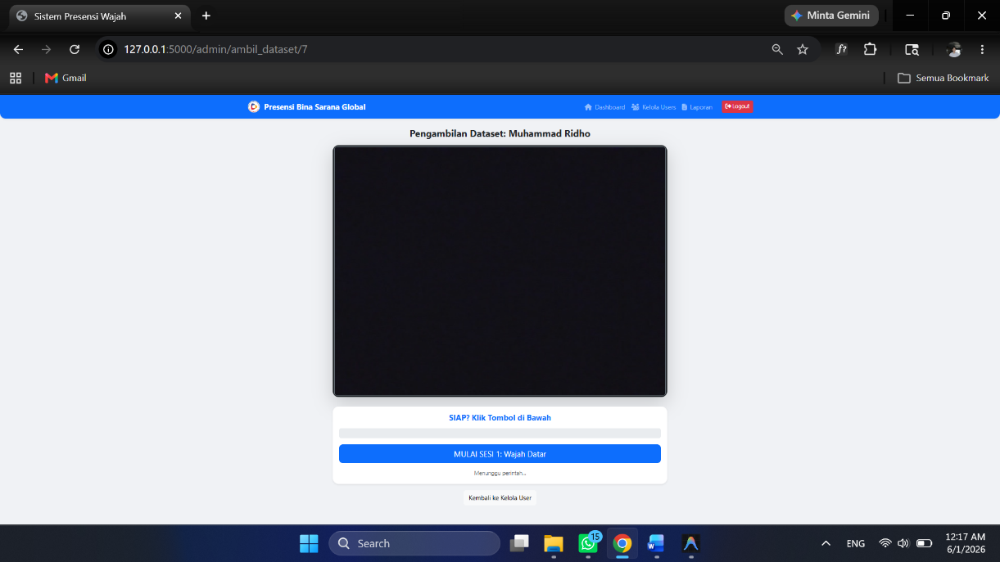 Sistem Presensi Wajah
Minta Gemini
127.0.0.1:5000/admin/ambil_dataset/7
f?
Gmail
Semua Bookmark
Presensi Bina Sarana Global
Dashboard
Kelola Users
Laporan
Logout
Pengambilan Dataset: Muhammad Ridho
SIAP? Klik Tombol di Bawah
MULAI SESI 1: Wajah Datar
Menunggu perintah...
Kembali ke Kelola User
Search
15
W
ENG
12:17 AM
6/1/2026